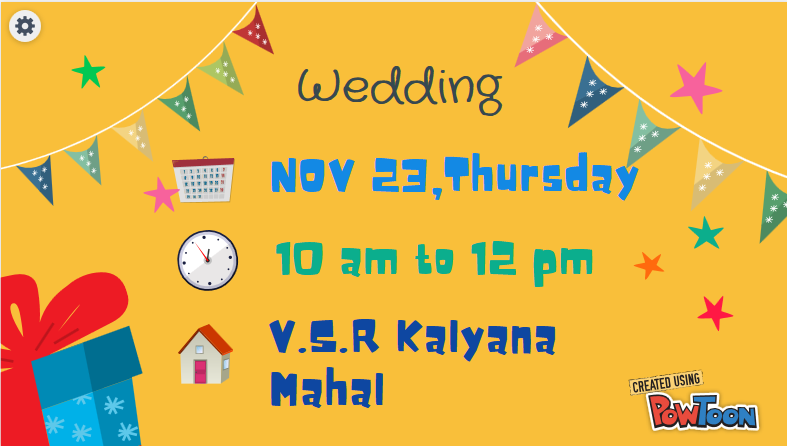 Wedding
NOV 23,Thursday
10 am to 12 pm
V.S.R Kalyana
Mahal
CREATED USING
POWTOON